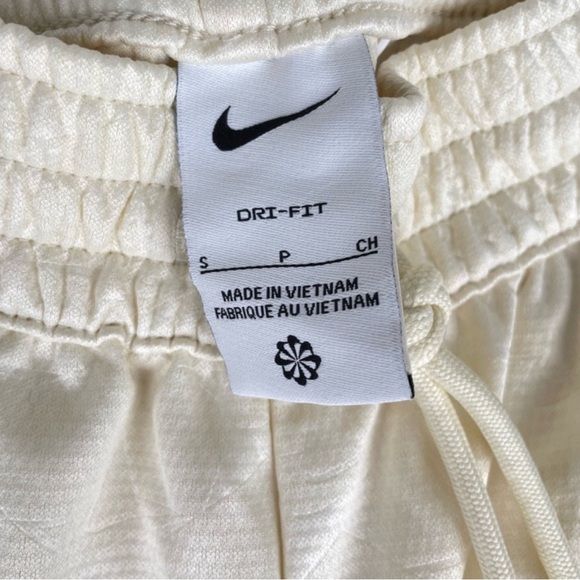 DRI-FIT
S P CH
MADE IN VIETNAM
FABRIQUE AU VIETNAM